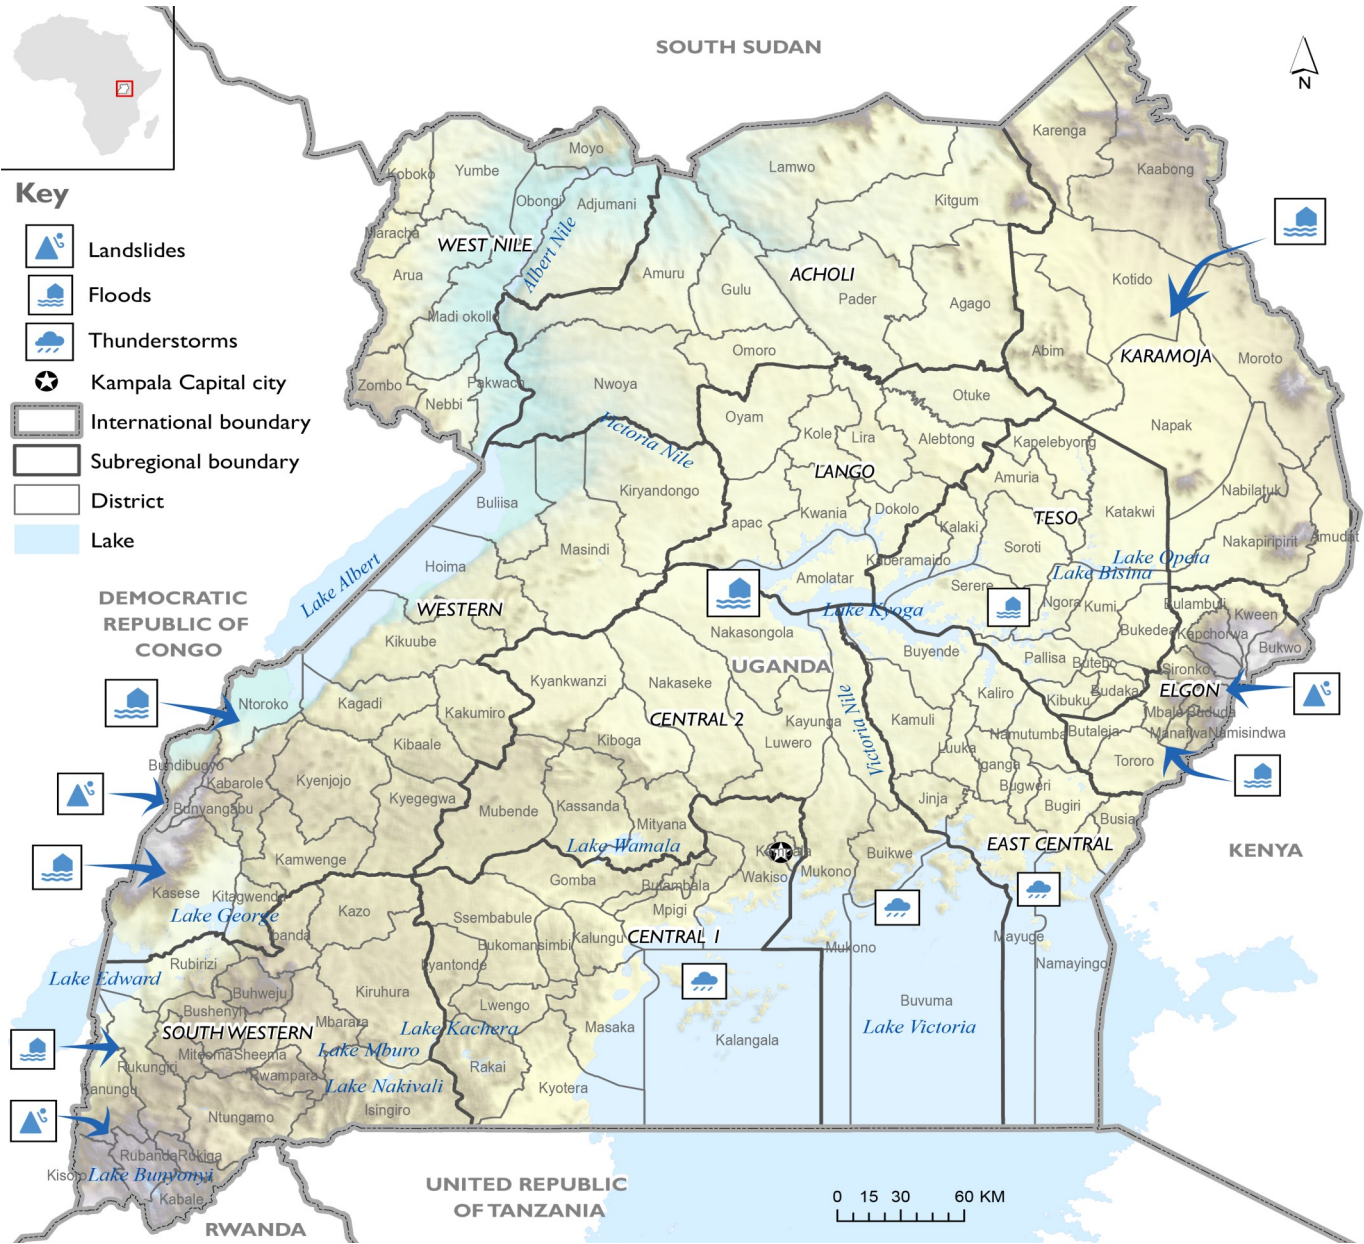 SOUTH SUDAN
N
Key
Landslides
Floods
Thunderstorms
Kampala Capital city
International boundary
Subregional boundary
District
Lake
Karenga
Kaabong
Moyo
Koboko
Yumbe
Lamwo
Obongi
Adjumani
Kitgum
Maracha
WEST NILE
Albert Nile
Arua
Amuru
ACHOLI
Gulu
Pader
Agago
Kotido
Madi okollo
Omoro
Abim
KARAMOJA
Moroto
Zombo
Pakwach
Nwoya
Nebbi
Otuke
Oyam
Victoria Nile
Kole
Lira
Alebtong
Kapelebyong
Napak
LANGO
Amuria
Buliisa
Kiryandongo
Nabilatuk
apac
Kwania
Dokolo
Katakwi
TESO
Kalaki
Masindi
Soroti
Nakapiripirit
Amudat
Lake Albert
Hoima
Kaberamaido
Lake Opeta
Lake Bisina
Amolatar
Serere
DEMOCRATIC
REPUBLIC OF
CONGO
WESTERN
Lake Kyoga
Ngora
Kumi
Bulambuli
Kween
Kikuube
Nakasongola
Bukedea
Kapchorwa
Bukwo
UGANDA
Buyende
Pallisa
Butebo
Sironko
Kyankwanzi
Nakaseke
Kaliro
Kibuku
Budaka
ELGON
Ntoroko
Kagadi
Kakumiro
CENTRAL 2
Kayunga
Victoria Nile
Kamuli
Mbale
Bududa
Kibaale
Kiboga
Luwero
Namutumba
Butaleja
Manafwa
Namisindwa
Luuka
Bundibugyo
Kabarole
Kyenjojo
Iganga
Tororo
Bunyangabu
Kyegegwa
Mubende
Kassanda
Mityana
Jinja
Bugweri
Bugiri
Busia
Lake Wamala
Kamwenge
Kampala
Buikwe
EAST CENTRAL
KENYA
Kasese
Kitagwenda
Gomba
Butambala
Wakiso
Mukono
Lake George
Kazo
Ssembabule
Mpigi
Ibanda
Bukomansimbi
Kalungu
CENTRAL 1
Mukono
Mayuge
Rubirizi
Lyantonde
Namayingo
Lake Edward
Buhweju
Kiruhura
Lwengo
Buvuma
Bushenyi
Mbarara
Lake Kachera
Masaka
Lake Victoria
SOUTH WESTERN
Kalangala
Mitooma
Sheema
Lake Mburo
Rukungiri
Rwampara
Rakai
Kanungu
Lake Nakivali
Kyotera
Ntungamo
Isingiro
Rubanda
Rukiga
Kisoro
Lake Bunyonyi
Kabale
UNITED REPUBLIC
OF TANZANIA
RWANDA
0 15 30 60 KM